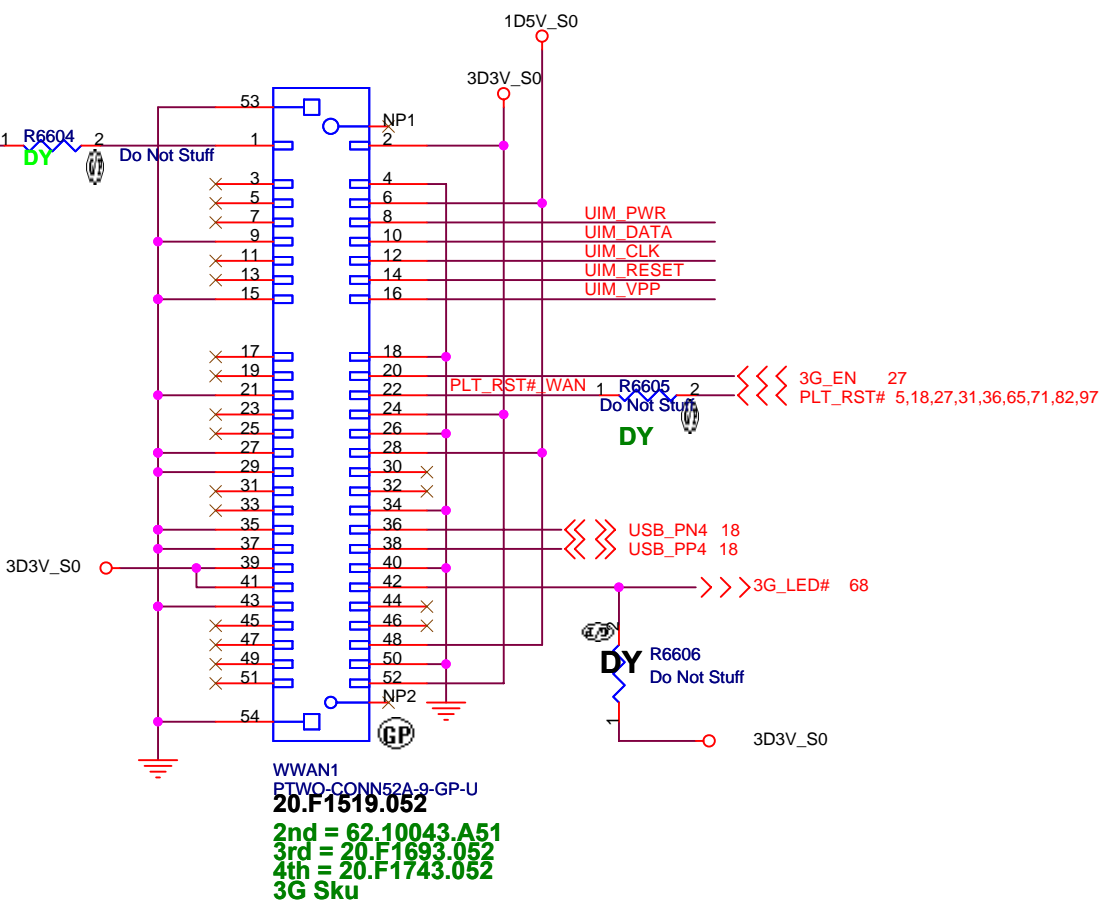 1D5V_S0
3D3V_S0
53
NP1
1 R6604 2 1 2
DY Do Not Stuff
3 4
5 6
7 8 UIM_PWR
9 10 UIM_DATA
11 12 UIM_CLK
13 14 UIM_RESET
15 16 UIM_VPP
17 18
19 20 3G_EN 27
21 22 PLT_RST#_WAN 1 R6605 2 PLT_RST# 5,18,27,31,36,65,71,82,97
Do Not Stuff
23 24
DY
25 26
27 28
29 30
31 32
33 34
35 36 USB_PN4 18
37 38 USB_PP4 18
3D3V_S0 39 40
41 42 3G_LED# 68
43 44
45 46 2
47 48
DY R6606
49 50
Do Not Stuff
51 52
NP2
54 1
GP
3D3V_S0
WWAN1
PTWO-CONN52A-9-GP-U
20.F1519.052
2nd = 62.10043.A51
3rd = 20.F1693.052
4th = 20.F1743.052
3G Sku